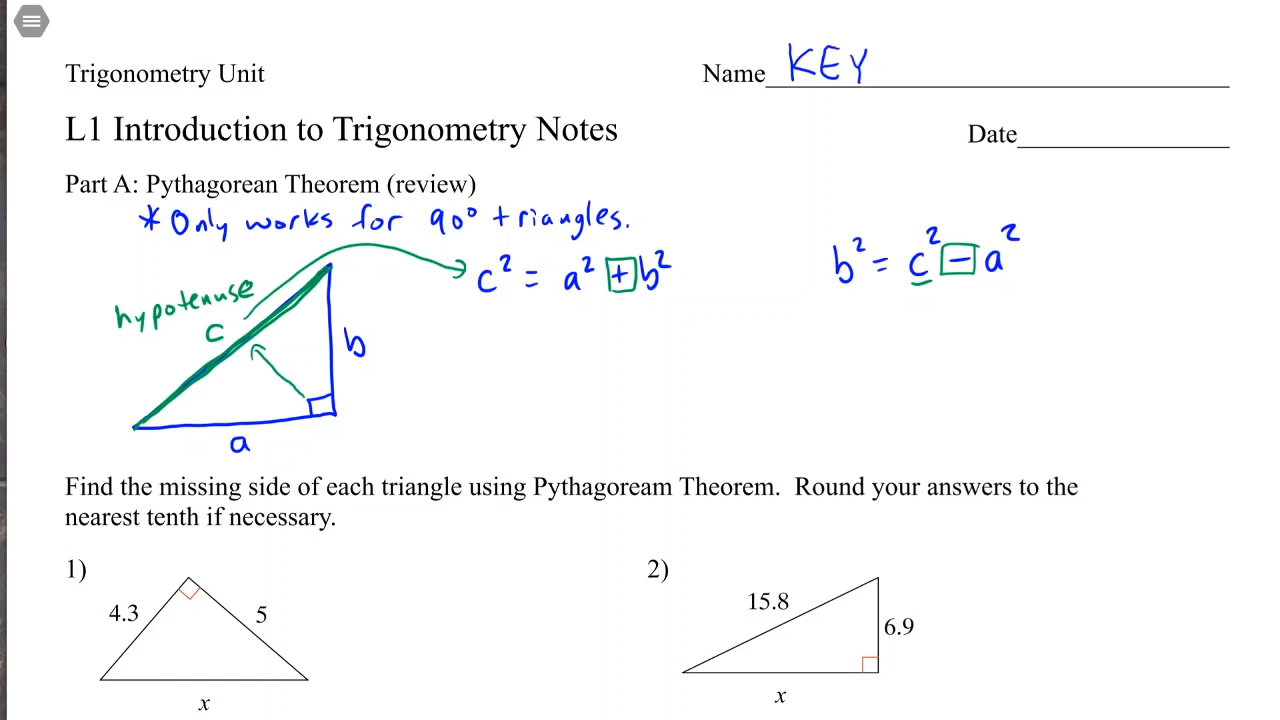 Trigonometry Unit
Name KEY
L1 Introduction to Trigonometry Notes
Date
Part A: Pythagorean Theorem (review)
* Only works for 90° triangles.
c² = a² + b²
b² = c² − a²
hypotenuse
c
b
a
Find the missing side of each triangle using Pythagoream Theorem. Round your answers to the
nearest tenth if necessary.
1)
4.3
5
x
2)
15.8
6.9
x